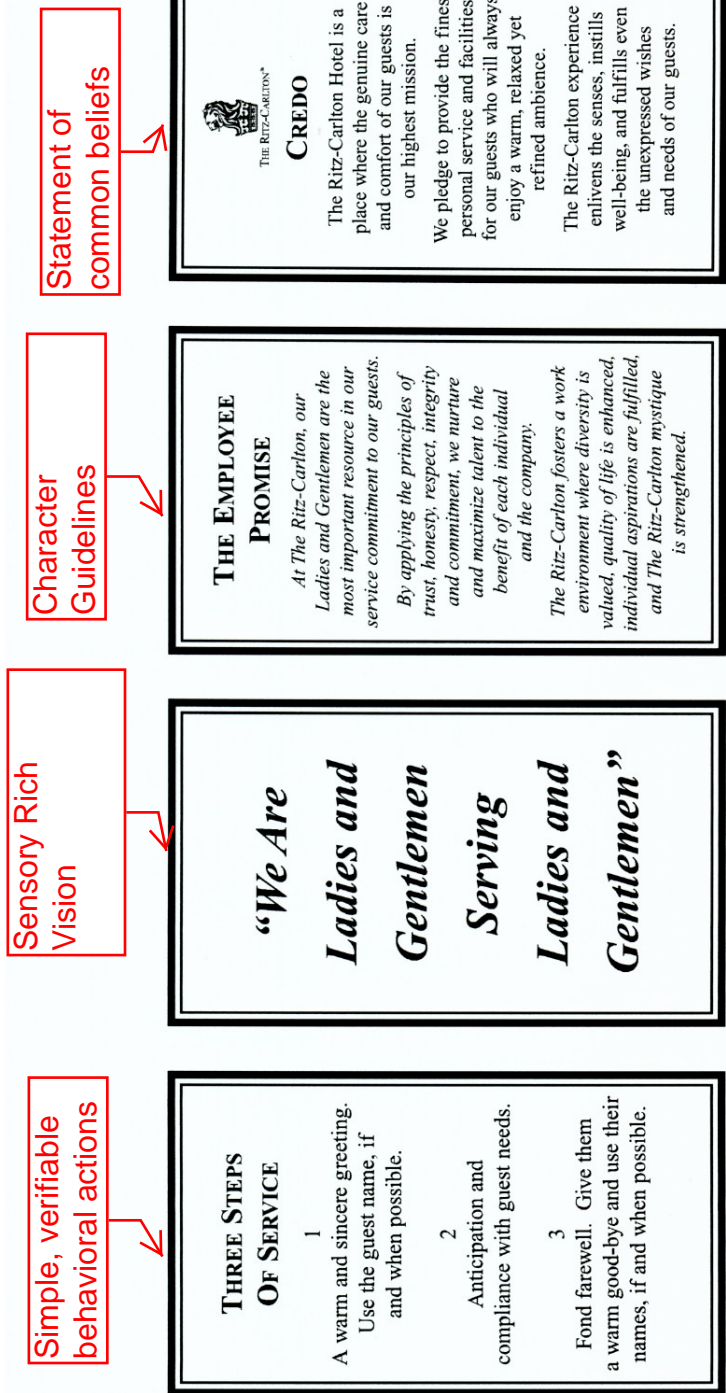 Simple, verifiable
behavioral actions
THREE STEPS
OF SERVICE
1
A warm and sincere greeting.
Use the guest name, if
and when possible.
2
Anticipation and
compliance with guest needs.
3
Fond farewell. Give them
a warm good-bye and use their
names, if and when possible.
Sensory Rich
Vision
“We Are
Ladies and
Gentlemen
Serving
Ladies and
Gentlemen”
Character
Guidelines
THE EMPLOYEE
PROMISE
At The Ritz-Carlton, our
Ladies and Gentlemen are the
most important resource in our
service commitment to our guests.
By applying the principles of
trust, honesty, respect, integrity
and commitment, we nurture
and maximize talent to the
benefit of each individual
and the company.
The Ritz-Carlton fosters a work
environment where diversity is
valued, quality of life is enhanced,
individual aspirations are fulfilled,
and The Ritz-Carlton mystique
is strengthened.
Statement of
common beliefs
THE RITZ-CARLTON®
CREDO
The Ritz-Carlton Hotel is a
place where the genuine care
and comfort of our guests is
our highest mission.
We pledge to provide the fines
personal service and facilities
for our guests who will always
enjoy a warm, relaxed yet
refined ambience.
The Ritz-Carlton experience
enlivens the senses, instills
well-being, and fulfills even
the unexpressed wishes
and needs of our guests.